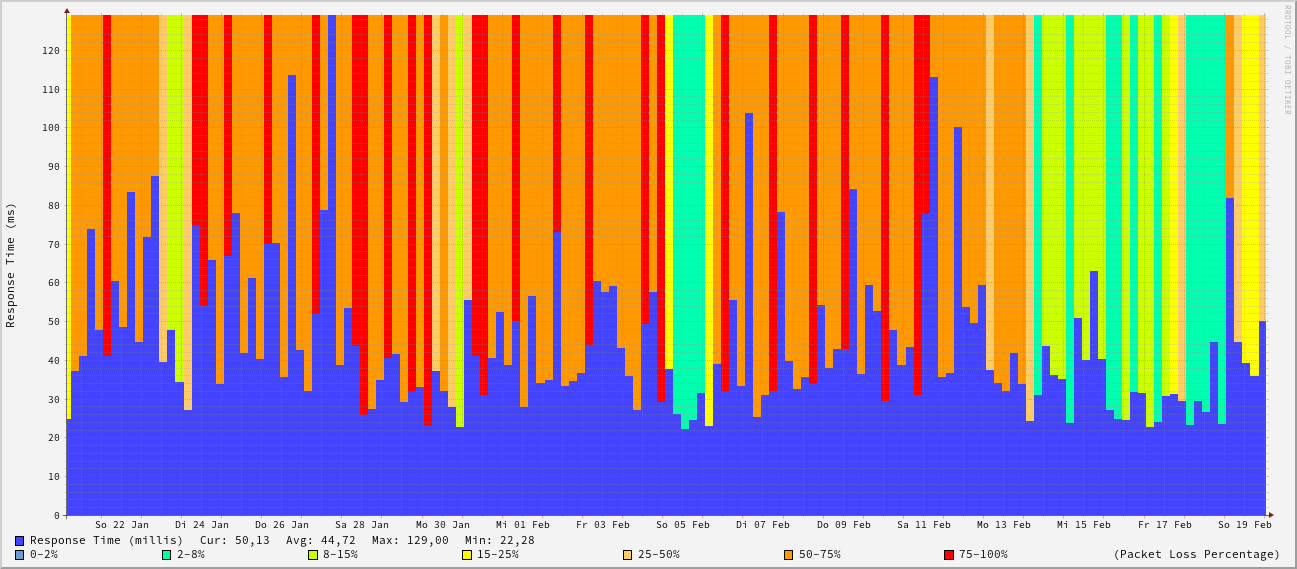 RRDTOOL / TOBI OETIKER
Response Time (ms)
120
110
100
90
80
70
60
50
40
30
20
10
0
So 22 Jan Di 24 Jan Do 26 Jan Sa 28 Jan Mo 30 Jan Mi 01 Feb Fr 03 Feb So 05 Feb Di 07 Feb Do 09 Feb Sa 11 Feb Mo 13 Feb Mi 15 Feb Fr 17 Feb So 19 Feb
Response Time (millis) Cur: 50,13 Avg: 44,72 Max: 129,00 Min: 22,28
0-2% 2-8% 8-15% 15-25% 25-50% 50-75% 75-100% (Packet Loss Percentage)